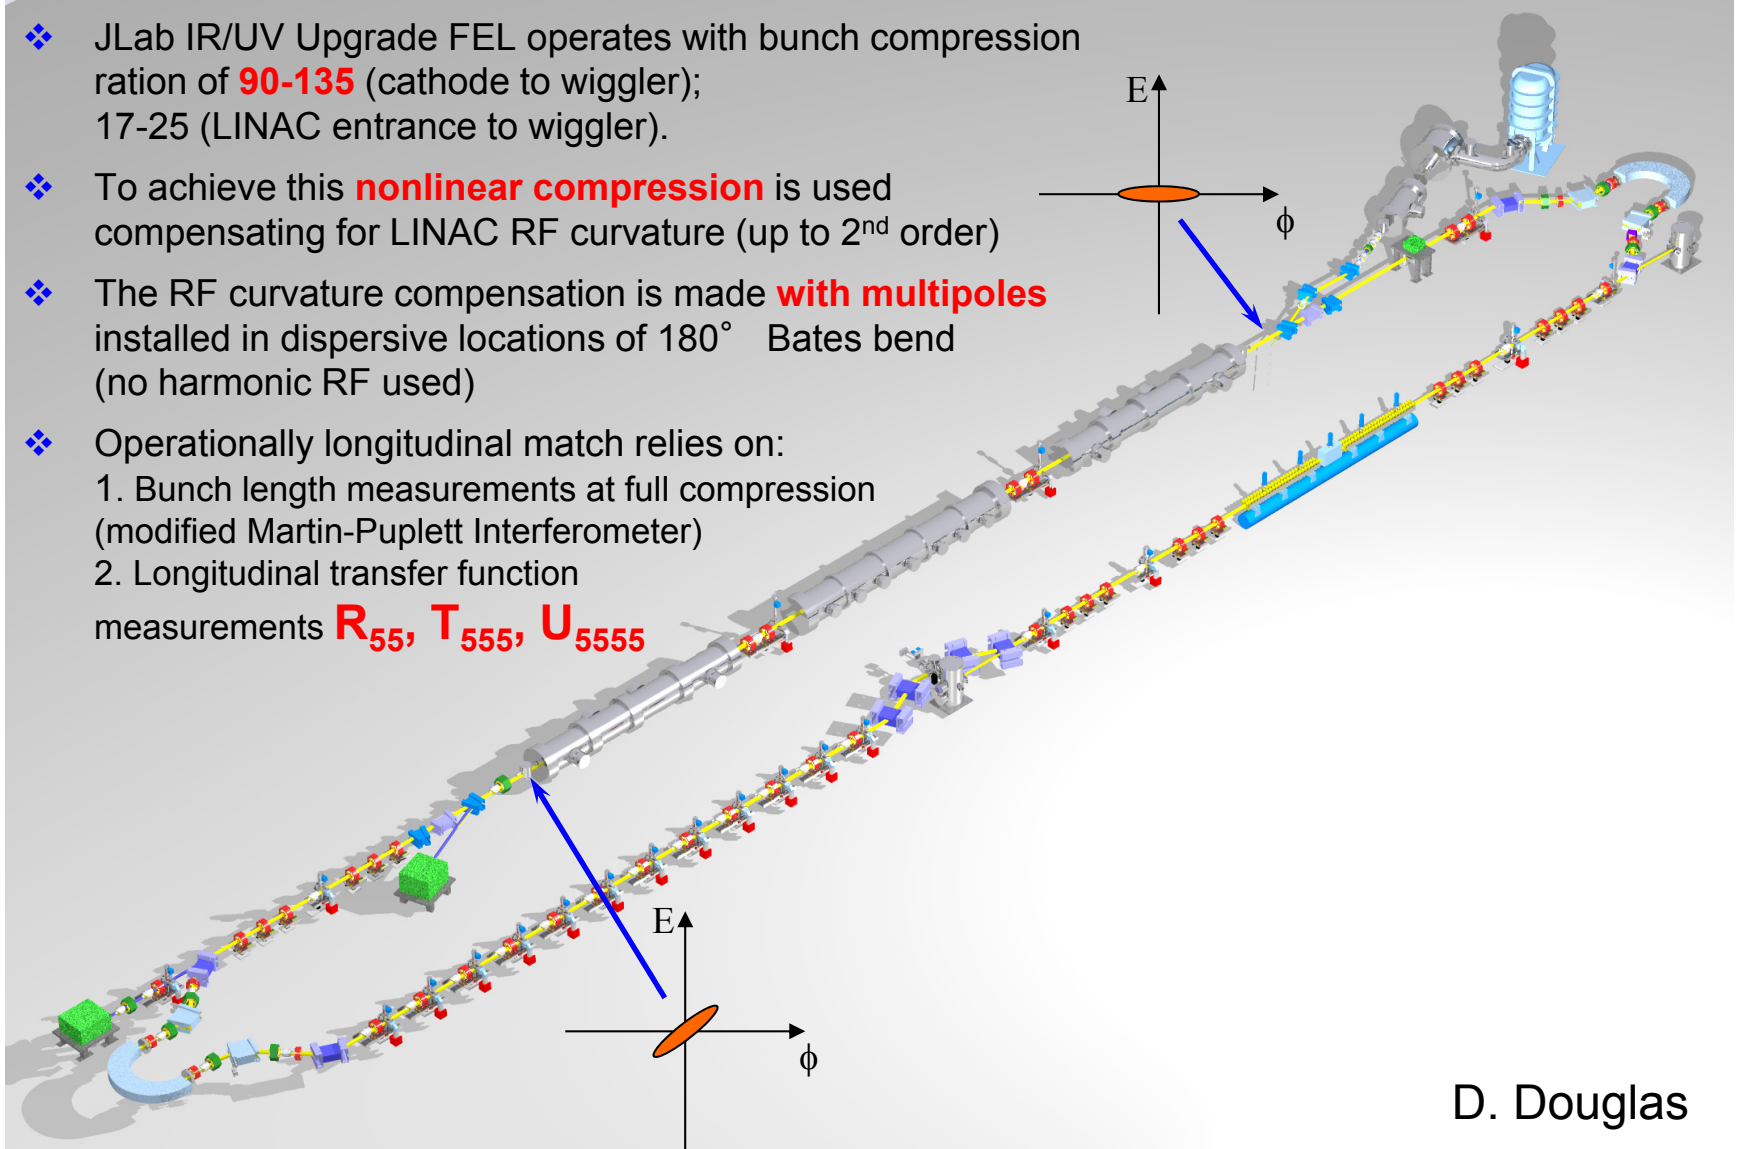 JLab IR/UV Upgrade FEL operates with bunch compression
ration of 90-135 (cathode to wiggler);
17-25 (LINAC entrance to wiggler).
To achieve this nonlinear compression is used
compensating for LINAC RF curvature (up to 2nd order)
The RF curvature compensation is made with multipoles
installed in dispersive locations of 180° Bates bend
(no harmonic RF used)
Operationally longitudinal match relies on:
1. Bunch length measurements at full compression
(modified Martin-Puplett Interferometer)
2. Longitudinal transfer function
measurements R55, T555, U5555
E
ϕ
E
ϕ
D. Douglas